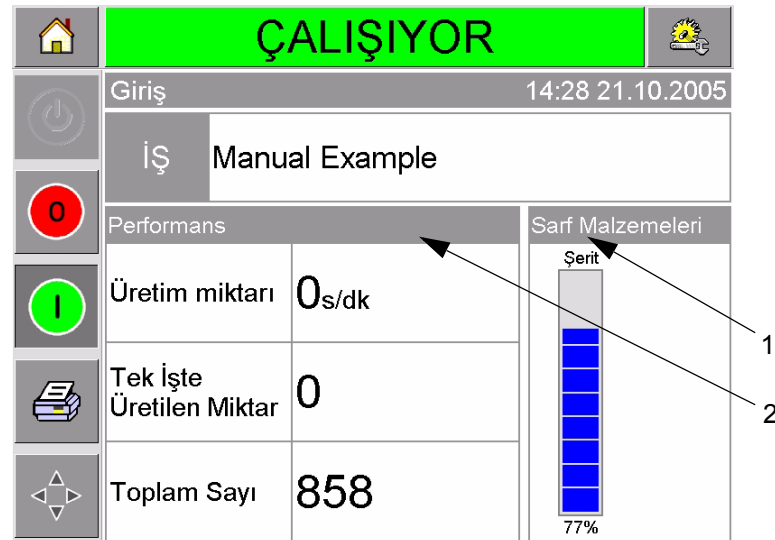 ÇALIŞIYOR
Giriş 14:28 21.10.2005
İŞ Manual Example
0
Performans
Sarf Malzemeleri
Şerit
Üretim miktarı 0s/dk
I
1
Tek İşte
Üretilen Miktar 0
2
Toplam Sayı 858
77%